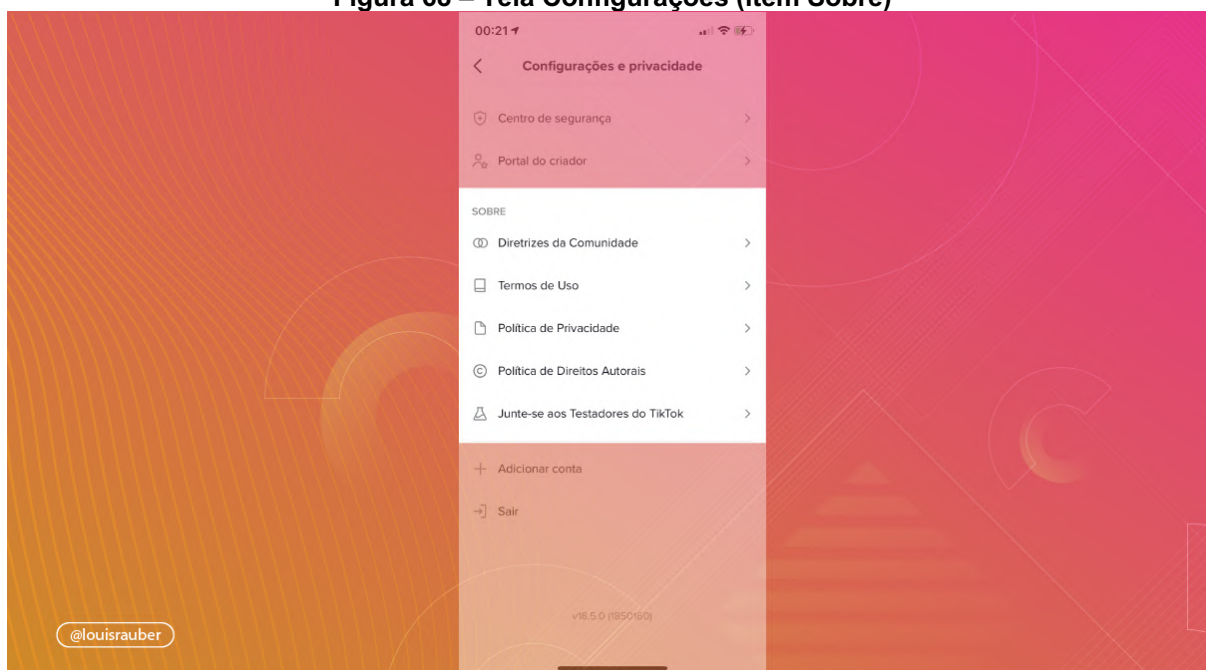 Figura – Tela Configurações (item Sobre)
00:21
Configurações e privacidade
Centro de segurança
Portal do criador
SOBRE
Diretrizes da Comunidade
Termos de Uso
Política de Privacidade
Política de Direitos Autorais
Junte-se aos Testadores do TikTok
Adicionar conta
Sair
v18.5.0 (1850160)
@louisrauber